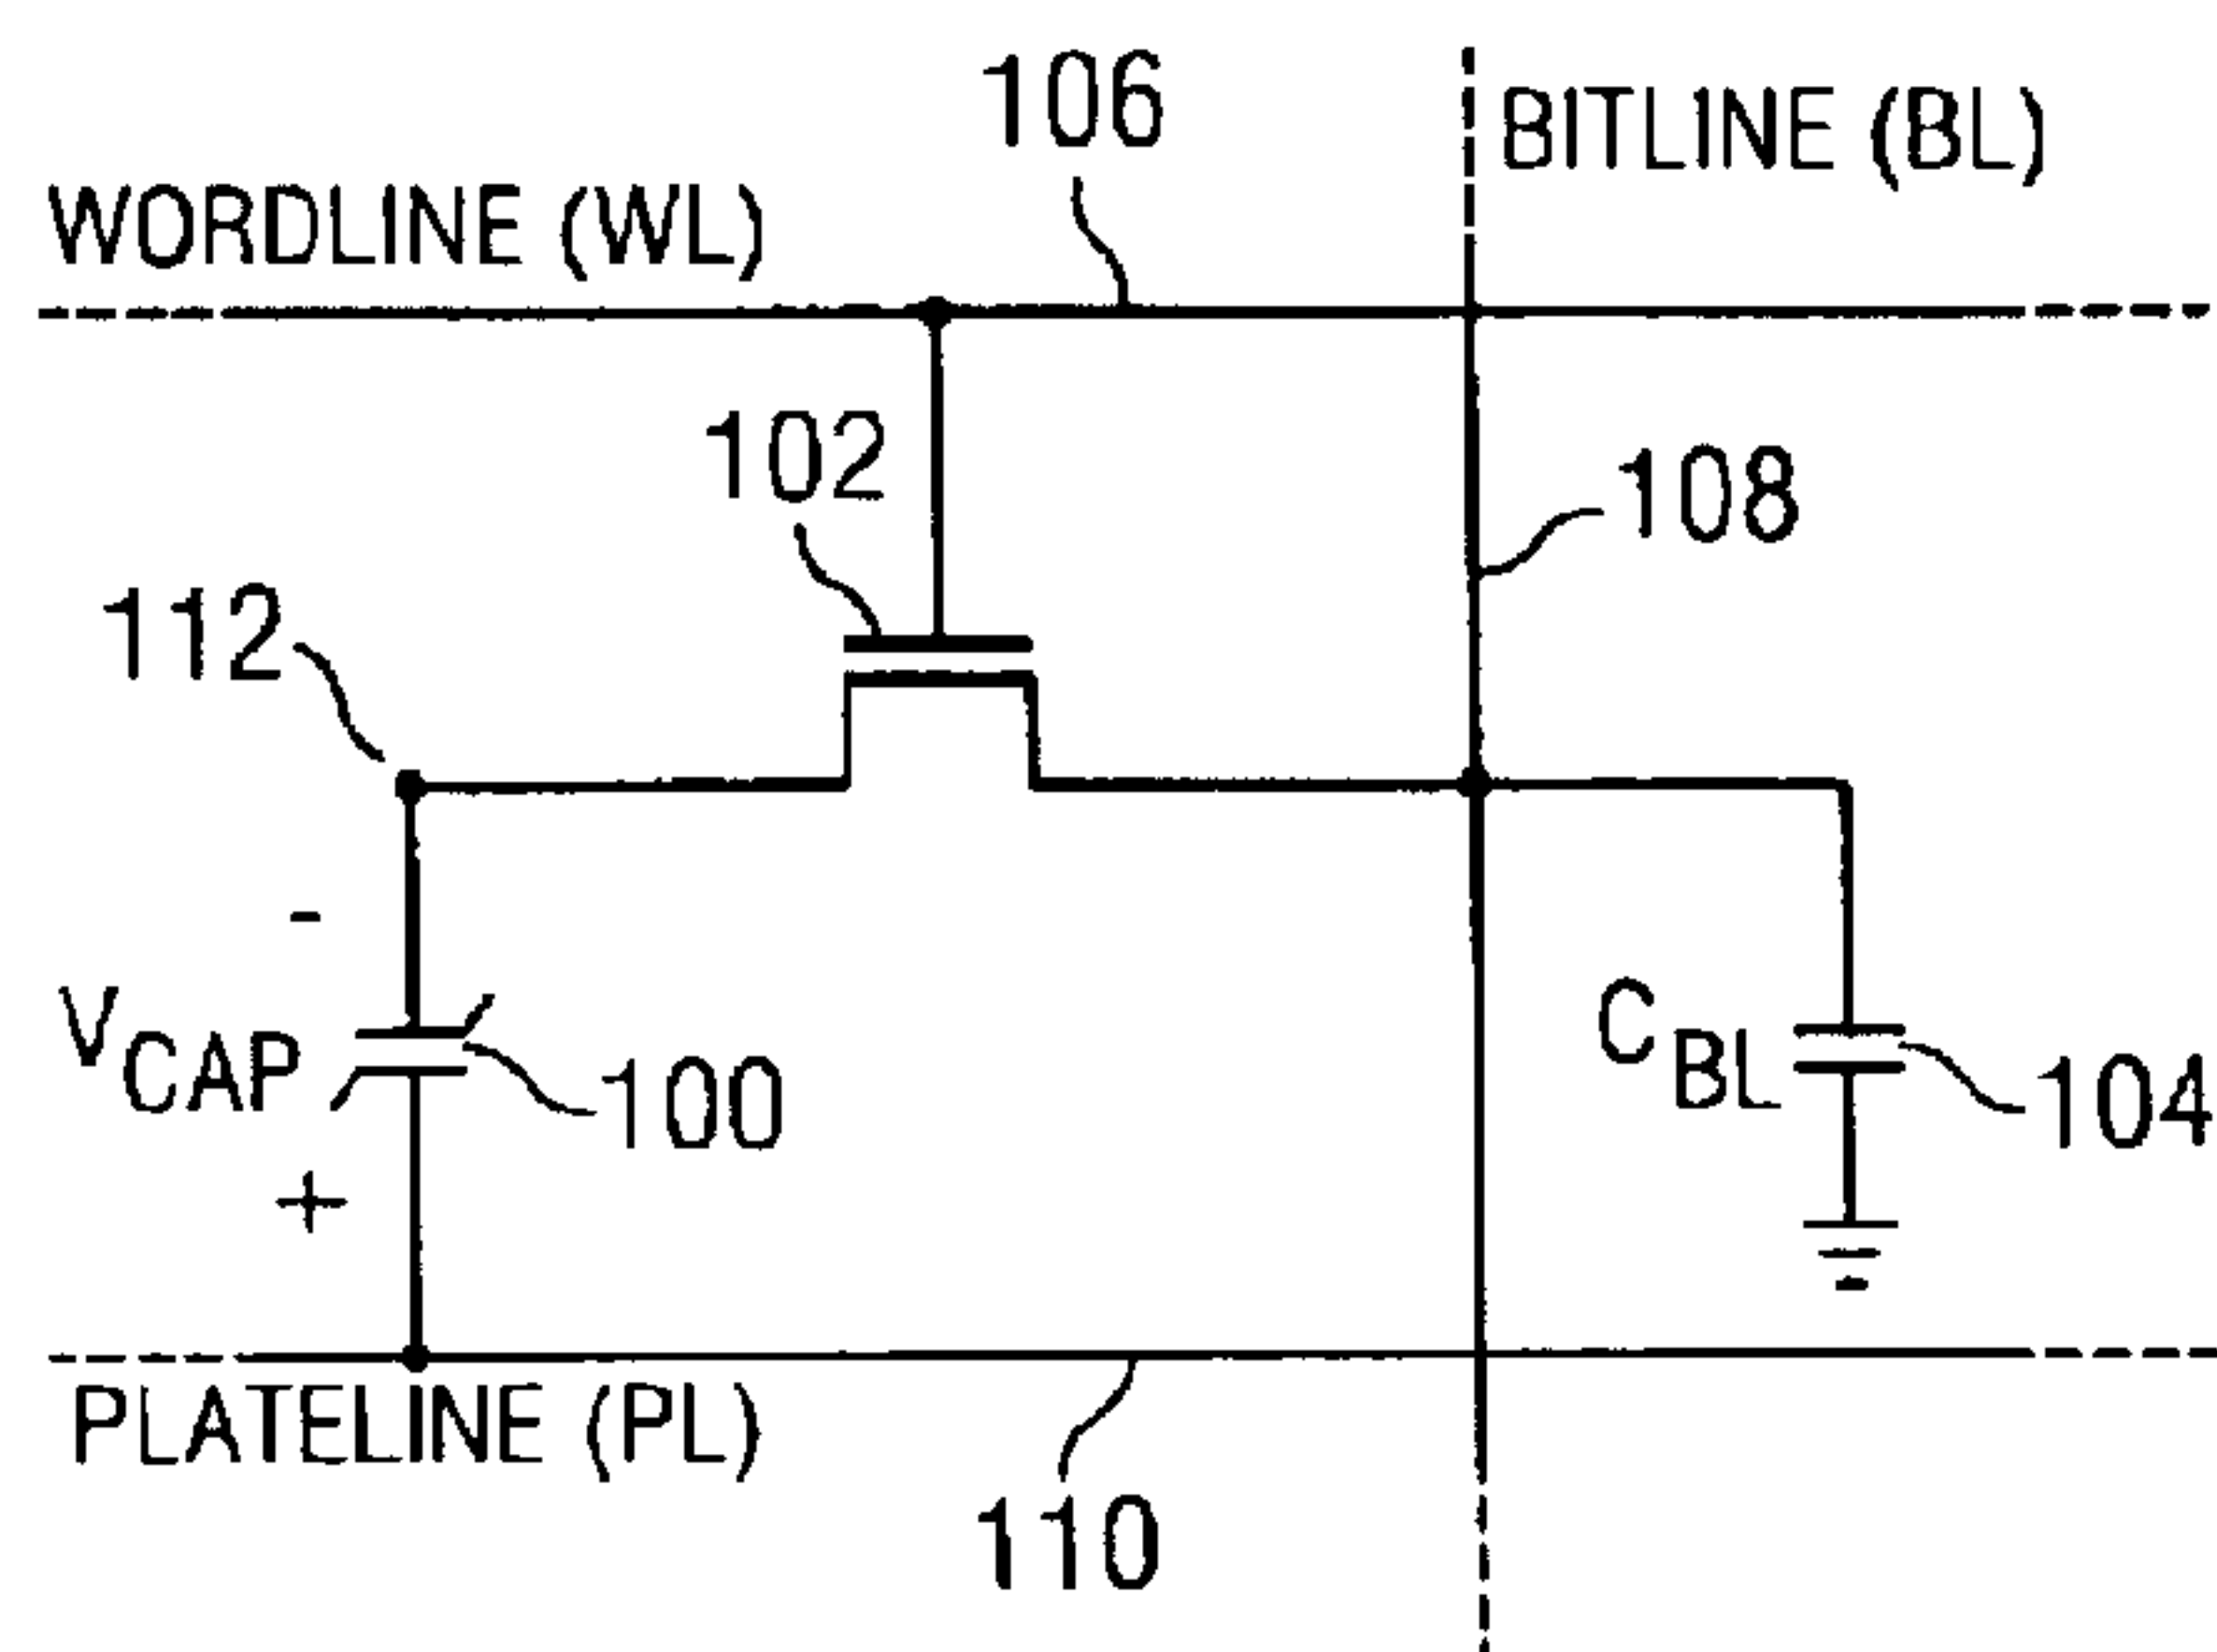 106
BITLINE (BL)
WORDLINE (WL)
102
108
112
-
VCAP
100
CBL
104
+
PLATELINE (PL)
110